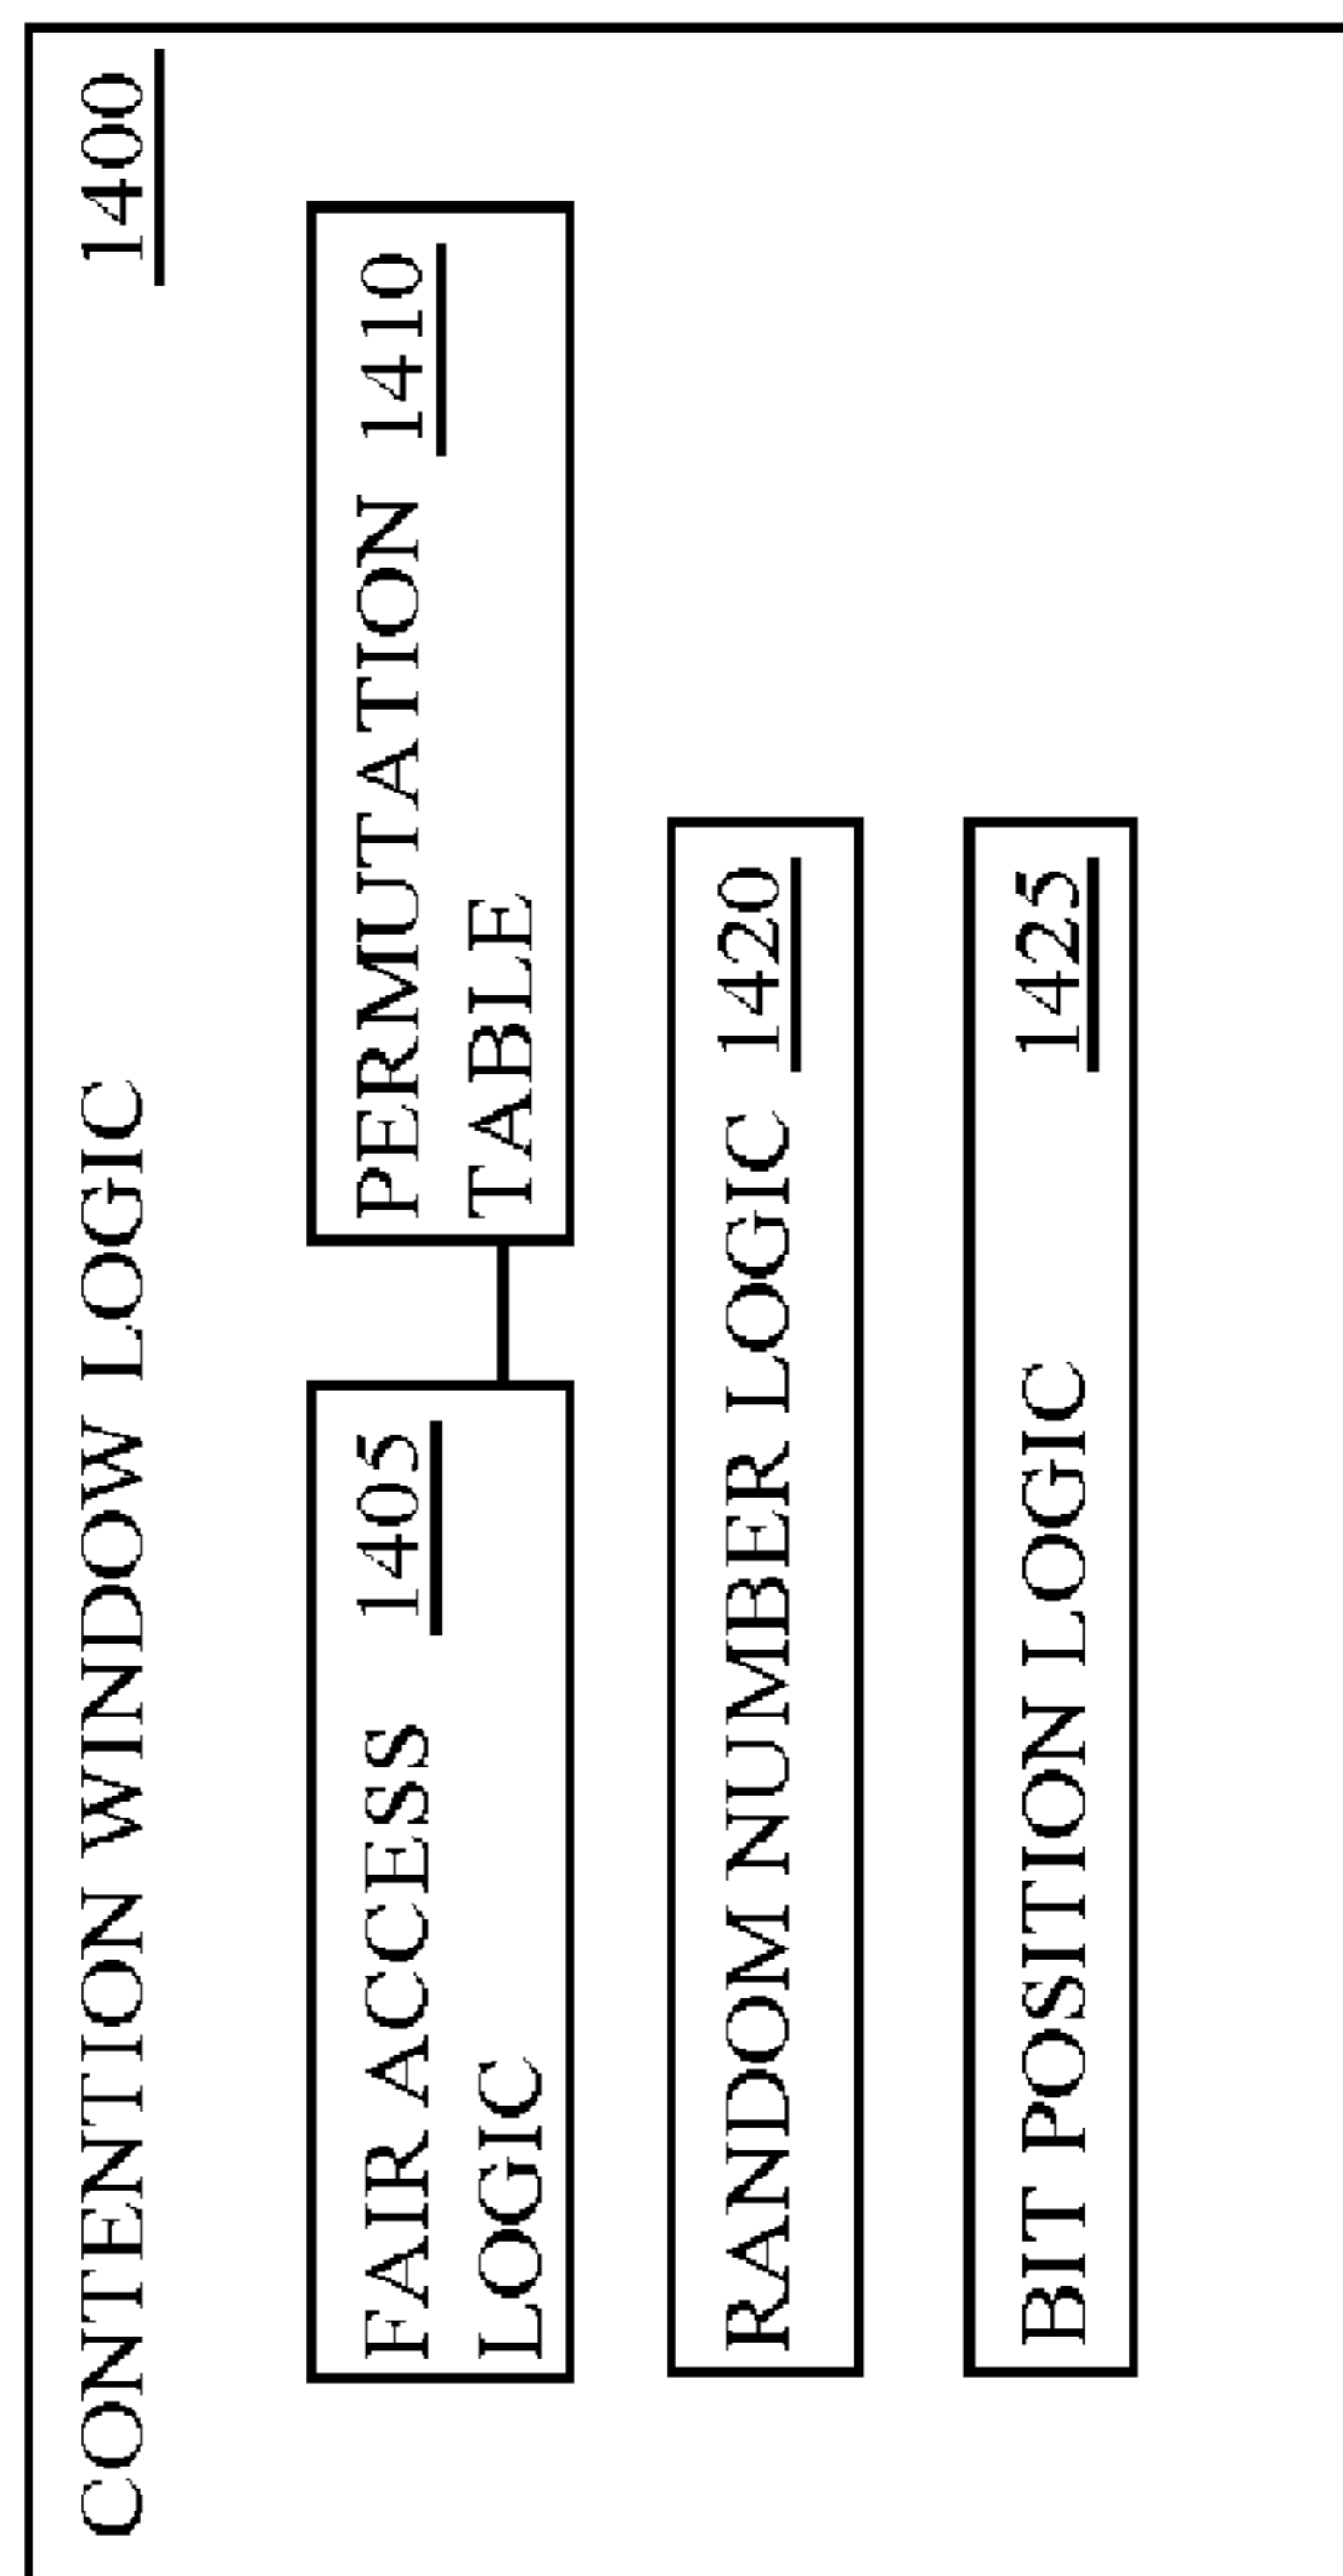 CONTENTION WINDOW LOGIC 1400
FAIR ACCESS 1405
LOGIC
PERMUTATION 1410
TABLE
RANDOM NUMBER LOGIC 1420
BIT POSITION LOGIC 1425